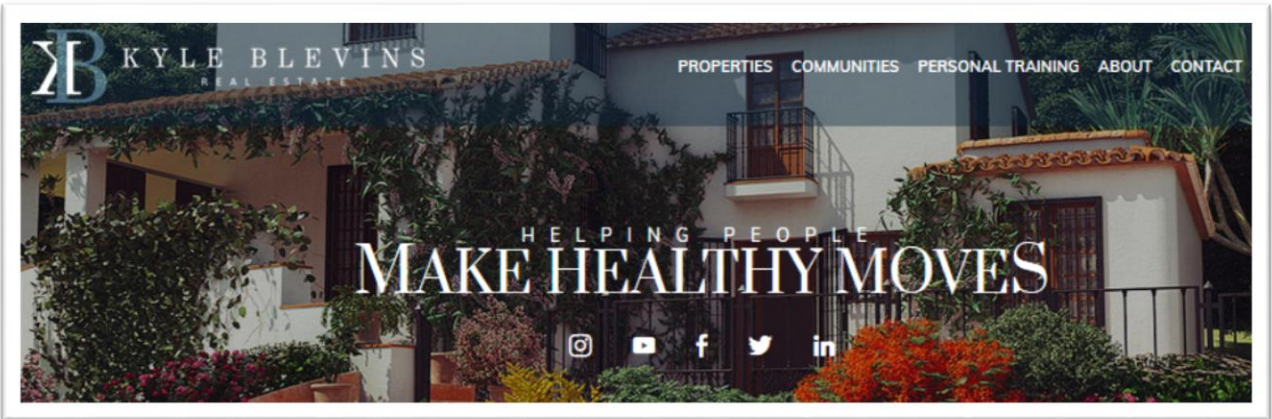 KB KYLE BLEVINS
REAL ESTATE
PROPERTIES COMMUNITIES PERSONAL TRAINING ABOUT CONTACT
HELPING PEOPLE
MAKE HEALTHY MOVES